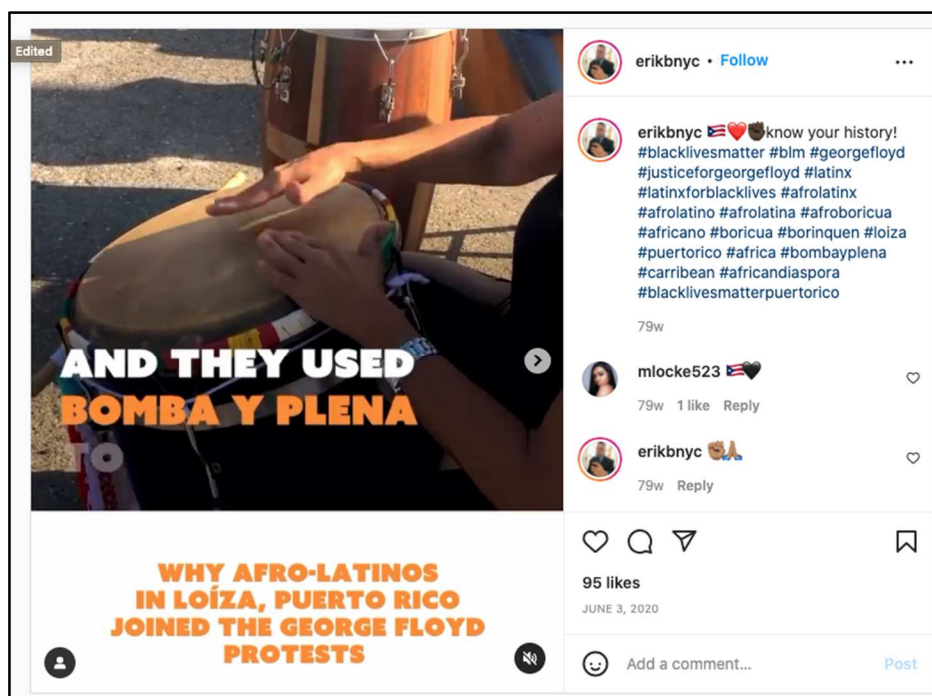 Edited
AND THEY USED
BOMBA Y PLENA
TO
WHY AFRO-LATINOS
IN LOÍZA, PUERTO RICO
JOINED THE GEORGE FLOYD
PROTESTS
erikbnyc • Follow
erikbnyc 🇵🇷❤️✊🏿know your history!
#blacklivesmatter #blm #georgefloyd
#justiceforgeorgefloyd #latinx
#latinxforblacklives #afrolatinx
#afrolatino #afrolatina #afroboricua
#africano #boricua #borinquen #loiza
#puertorico #africa #bombayplena
#carribean #africandiaspora
#blacklivesmatterpuertorico
79w
mlocke523 🇵🇷🖤
79w 1 like Reply
erikbnyc ✊🏽🙏🏽
79w Reply
95 likes
JUNE 3, 2020
Add a comment... Post